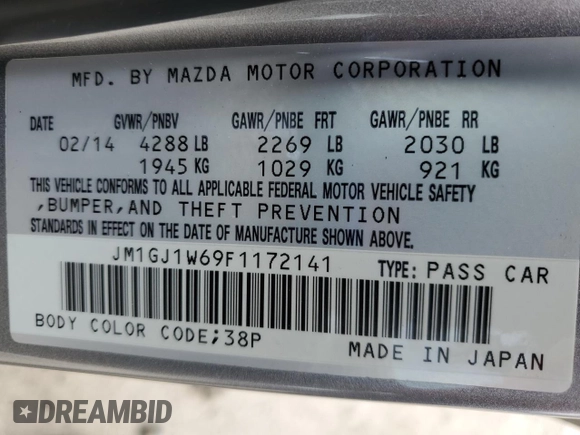 MFD. BY MAZDA MOTOR CORPORATION
DATE GVWR/PNBV GAWR/PNBE FRT GAWR/PNBE RR
02/14 4288 LB 2269 LB 2030 LB
1945 KG 1029 KG 921 KG
THIS VEHICLE CONFORMS TO ALL APPLICABLE FEDERAL MOTOR VEHICLE SAFETY
,BUMPER,AND THEFT PREVENTION
STANDARDS IN EFFECT ON THE DATE OF MANUFACTURE SHOWN ABOVE.
JM1GJ1W69F1172141 TYPE: PASS CAR
BODY COLOR CODE;38P
MADE IN JAPAN
DREAMBID